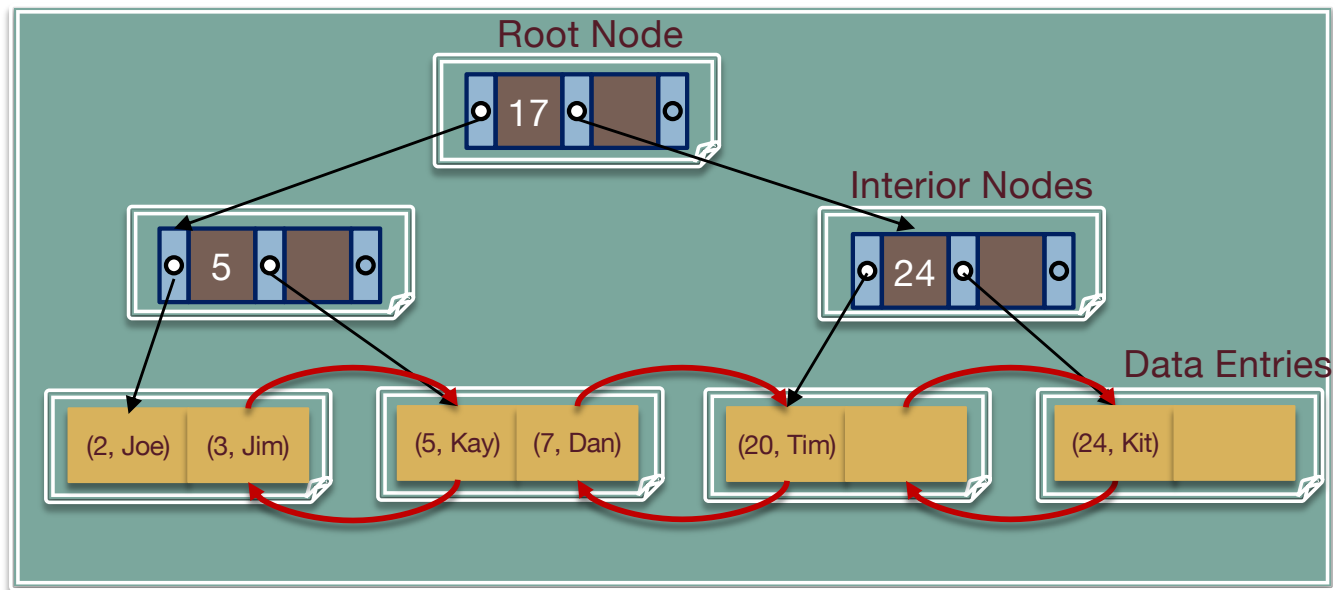 Root Node
17
Interior Nodes
5
24
Data Entries
(2, Joe) (3, Jim) (5, Kay) (7, Dan) (20, Tim) (24, Kit)